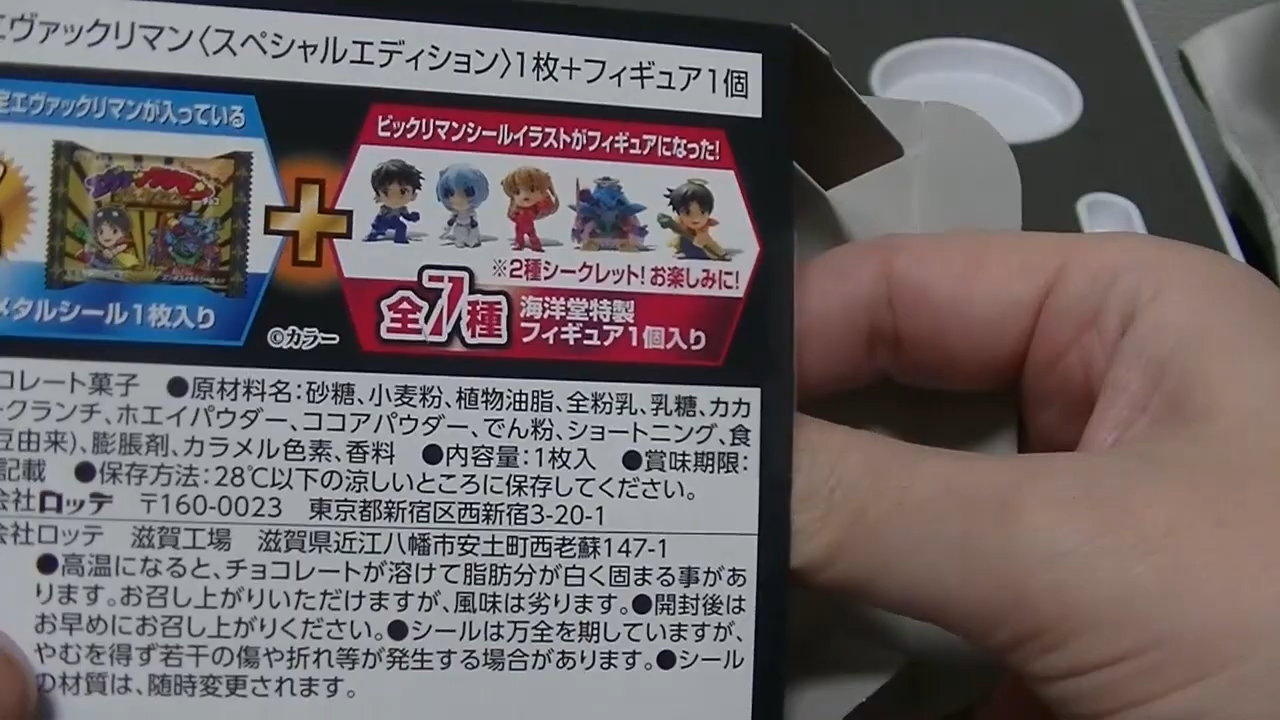 エヴァックリマン〈スペシャルエディション〉1枚+フィギュア1個
定エヴァックリマンが入っている
メタルシール1枚入り
ビックリマンシールイラストがフィギュアになった!
※2種シークレット! お楽しみに!
全7種
海洋堂特製
フィギュア1個入り
©カラー
コレート菓子 ●原材料名:砂糖、小麦粉、植物油脂、全粉乳、乳糖、カカ
ークランチ、ホエイパウダー、ココアパウダー、でん粉、ショートニング、食
豆由来)、膨脹剤、カラメル色素、香料 ●内容量:1枚入 ●賞味期限:
記載 ●保存方法:28℃以下の涼しいところに保存してください。
会社ロッテ 〒160-0023 東京都新宿区西新宿3-20-1
会社ロッテ 滋賀工場 滋賀県近江八幡市安土町西老蘇147-1
●高温になると、チョコレートが溶けて脂肪分が白く固まる事があ
ります。お召し上がりいただけますが、風味は劣ります。●開封後は
お早めにお召し上がりください。●シールは万全を期していますが、
やむを得ず若干の傷や折れ等が発生する場合があります。●シール
の材質は、随時変更されます。